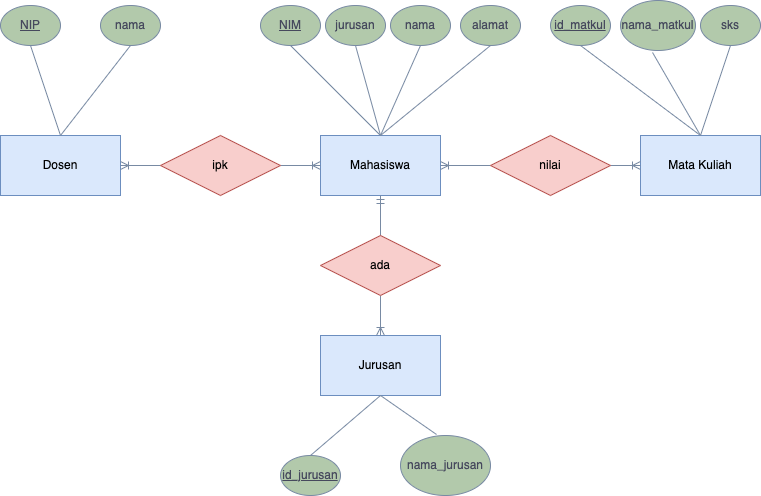 NIP
nama
NIM
jurusan
nama
alamat
id_matkul
nama_matkul
sks
Dosen
ipk
Mahasiswa
nilai
Mata Kuliah
ada
Jurusan
id_jurusan
nama_jurusan